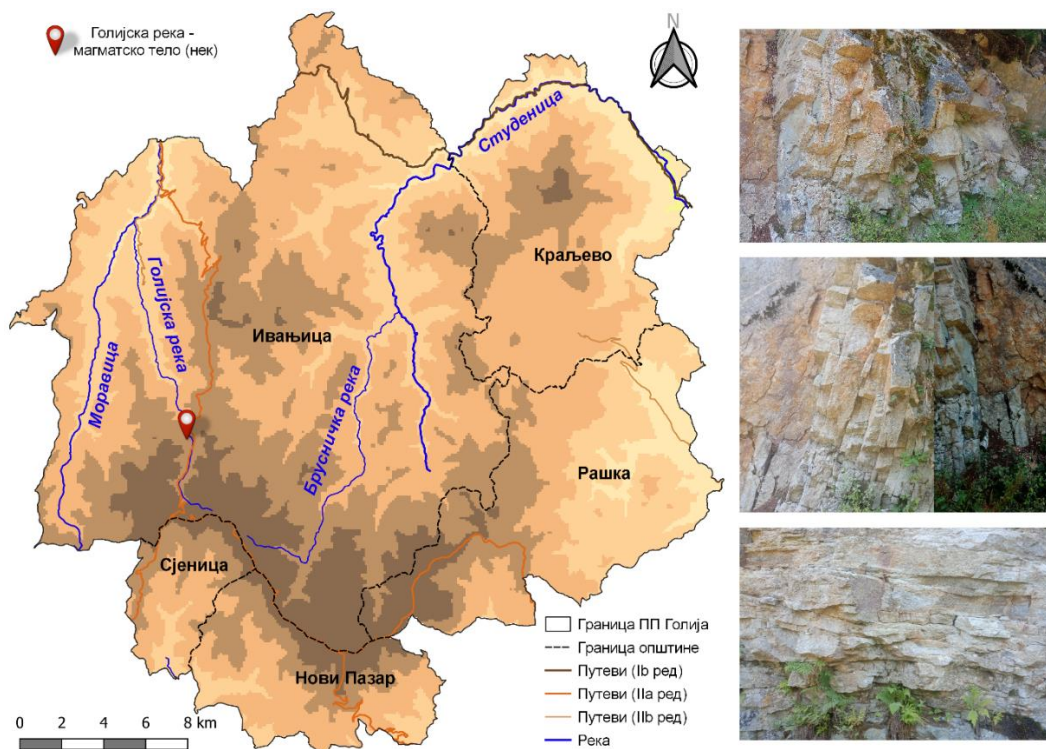 Голијска река -
магматско тело (нек)
N
Студеница
Краљево
Голијска река
Ивањица
Моравица
Брусничка река
Рашка
Сјеница
Нови Пазар
Граница ПП Голија
Граница општине
Путеви (Ib ред)
Путеви (IIa ред)
Путеви (IIb ред)
Река
0 2 4 6 8 km